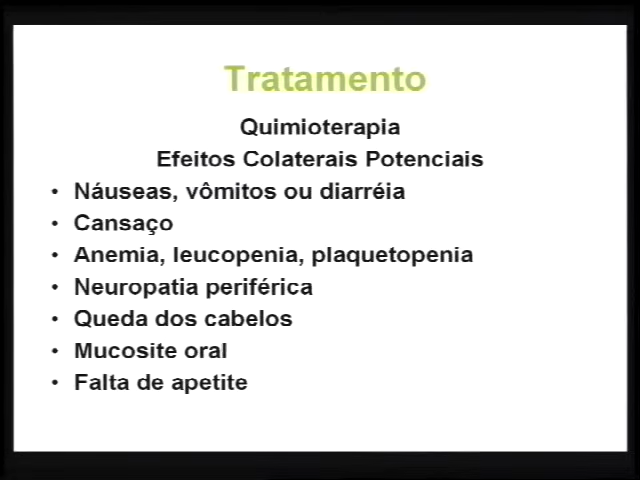 Tratamento
Quimioterapia
Efeitos Colaterais Potenciais
• Náuseas, vômitos ou diarréia
• Cansaço
• Anemia, leucopenia, plaquetopenia
• Neuropatia periférica
• Queda dos cabelos
• Mucosite oral
• Falta de apetite